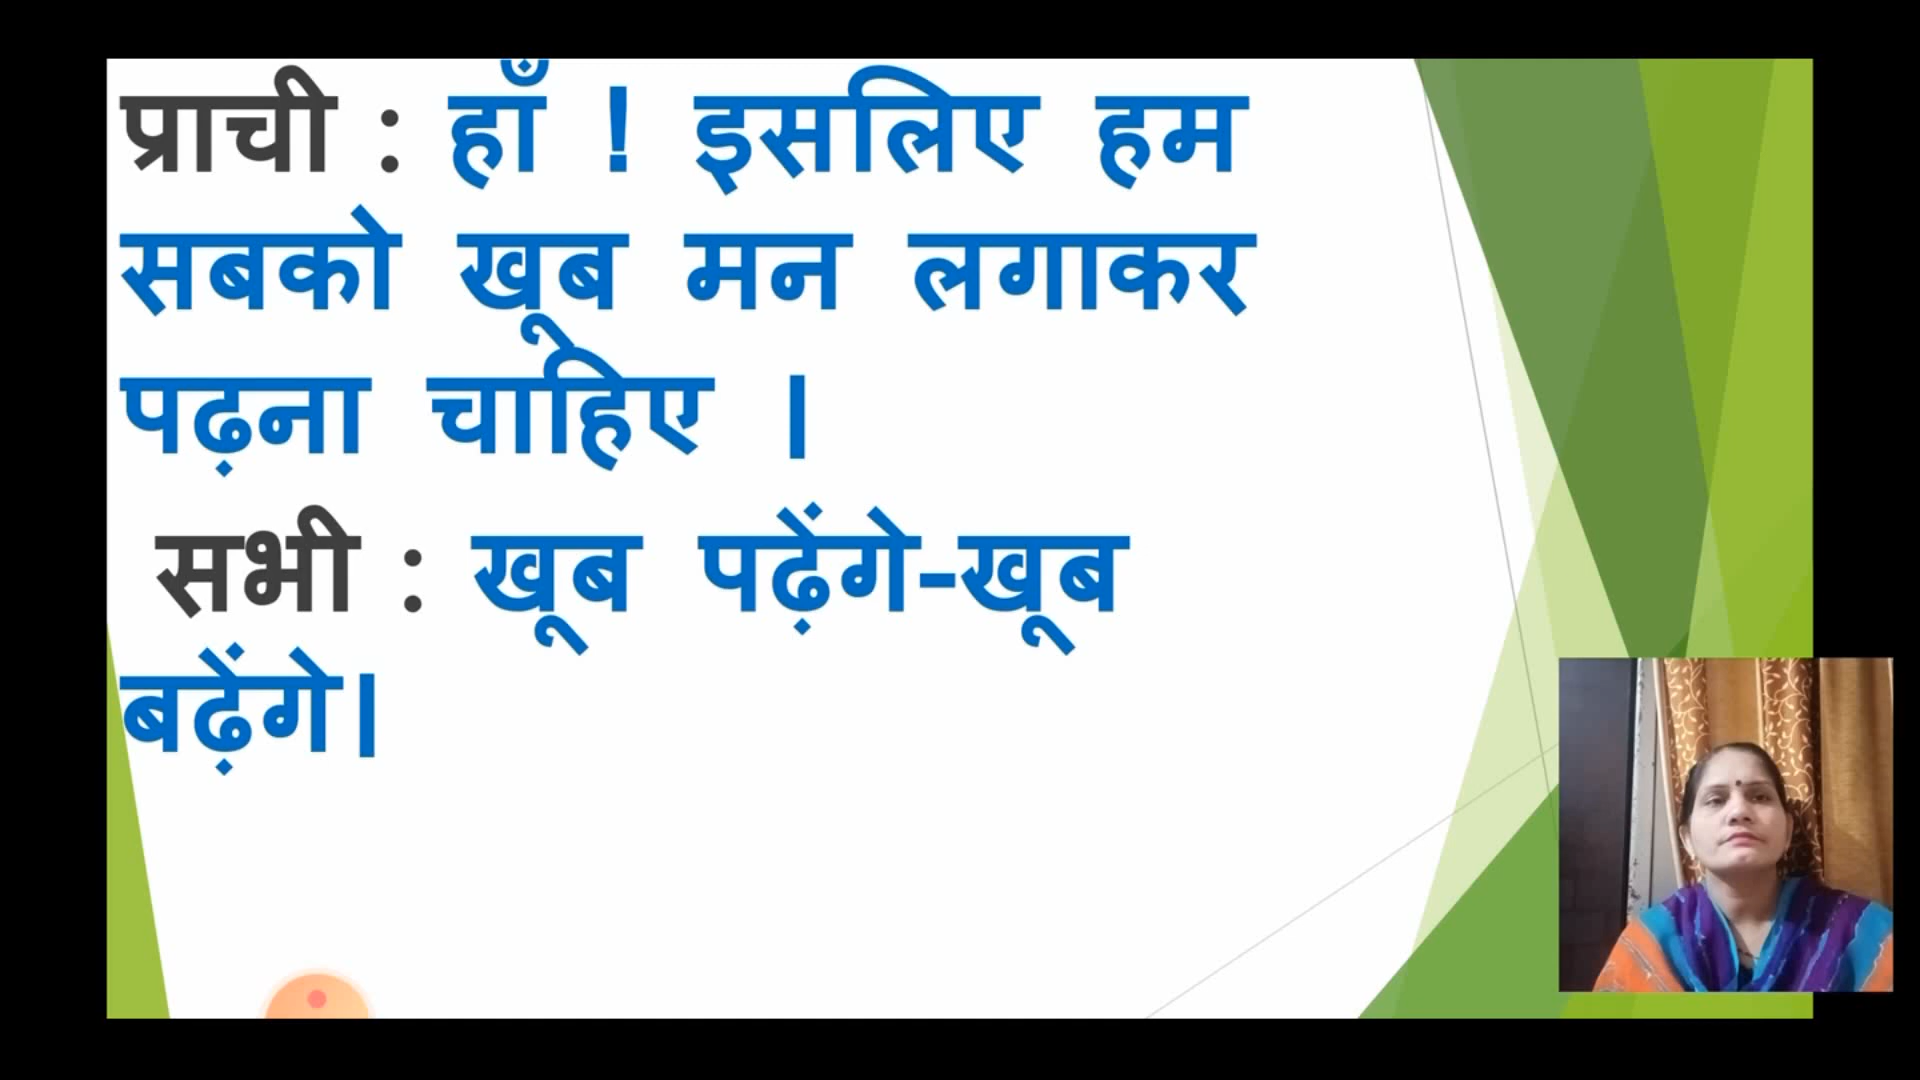 प्राची : हाँ ! इसलिए हम
सबको खूब मन लगाकर
पढ़ना चाहिए ।
सभी : खूब पढ़ेंगे-खूब
बढ़ेंगे।